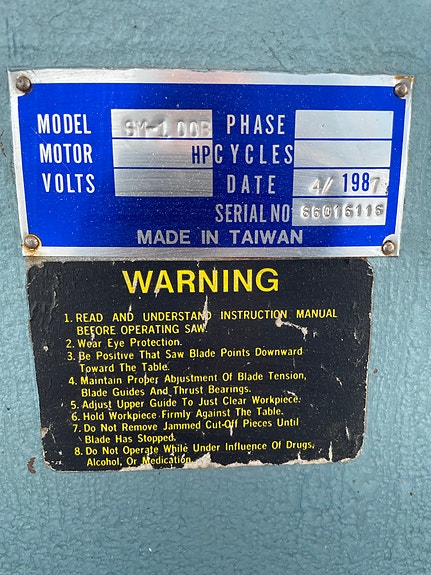 MODEL SM-1 00B PHASE
MOTOR HP CYCLES
VOLTS DATE 4/ 1987
SERIAL NO 66016116
MADE IN TAIWAN
WARNING
1. READ AND UNDERSTAND INSTRUCTION MANUAL
BEFORE OPERATING SAW.
2. Wear Eye Protection.
3. Be Positive That Saw Blade Points Downward
Toward The Table.
4. Maintain Proper Adjustment Of Blade Tension,
Blade Guides And Thrust Bearings.
5. Adjust Upper Guide To Just Clear Workpiece.
6. Hold Workpiece Firmly Against The Table.
7. Do Not Remove Jammed Cut-Off Pieces Until
Blade Has Stopped.
8. Do Not Operate While Under Influence Of Drugs,
Alcohol, Or Medication.